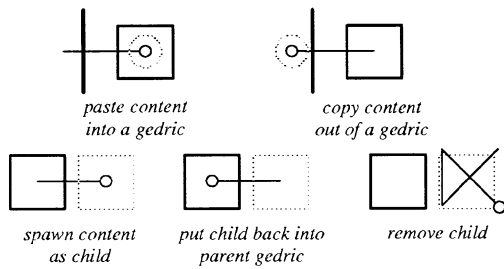 paste content
into a gedric
copy content
out of a gedric
spawn content
as child
put child back into
parent gedric
remove child